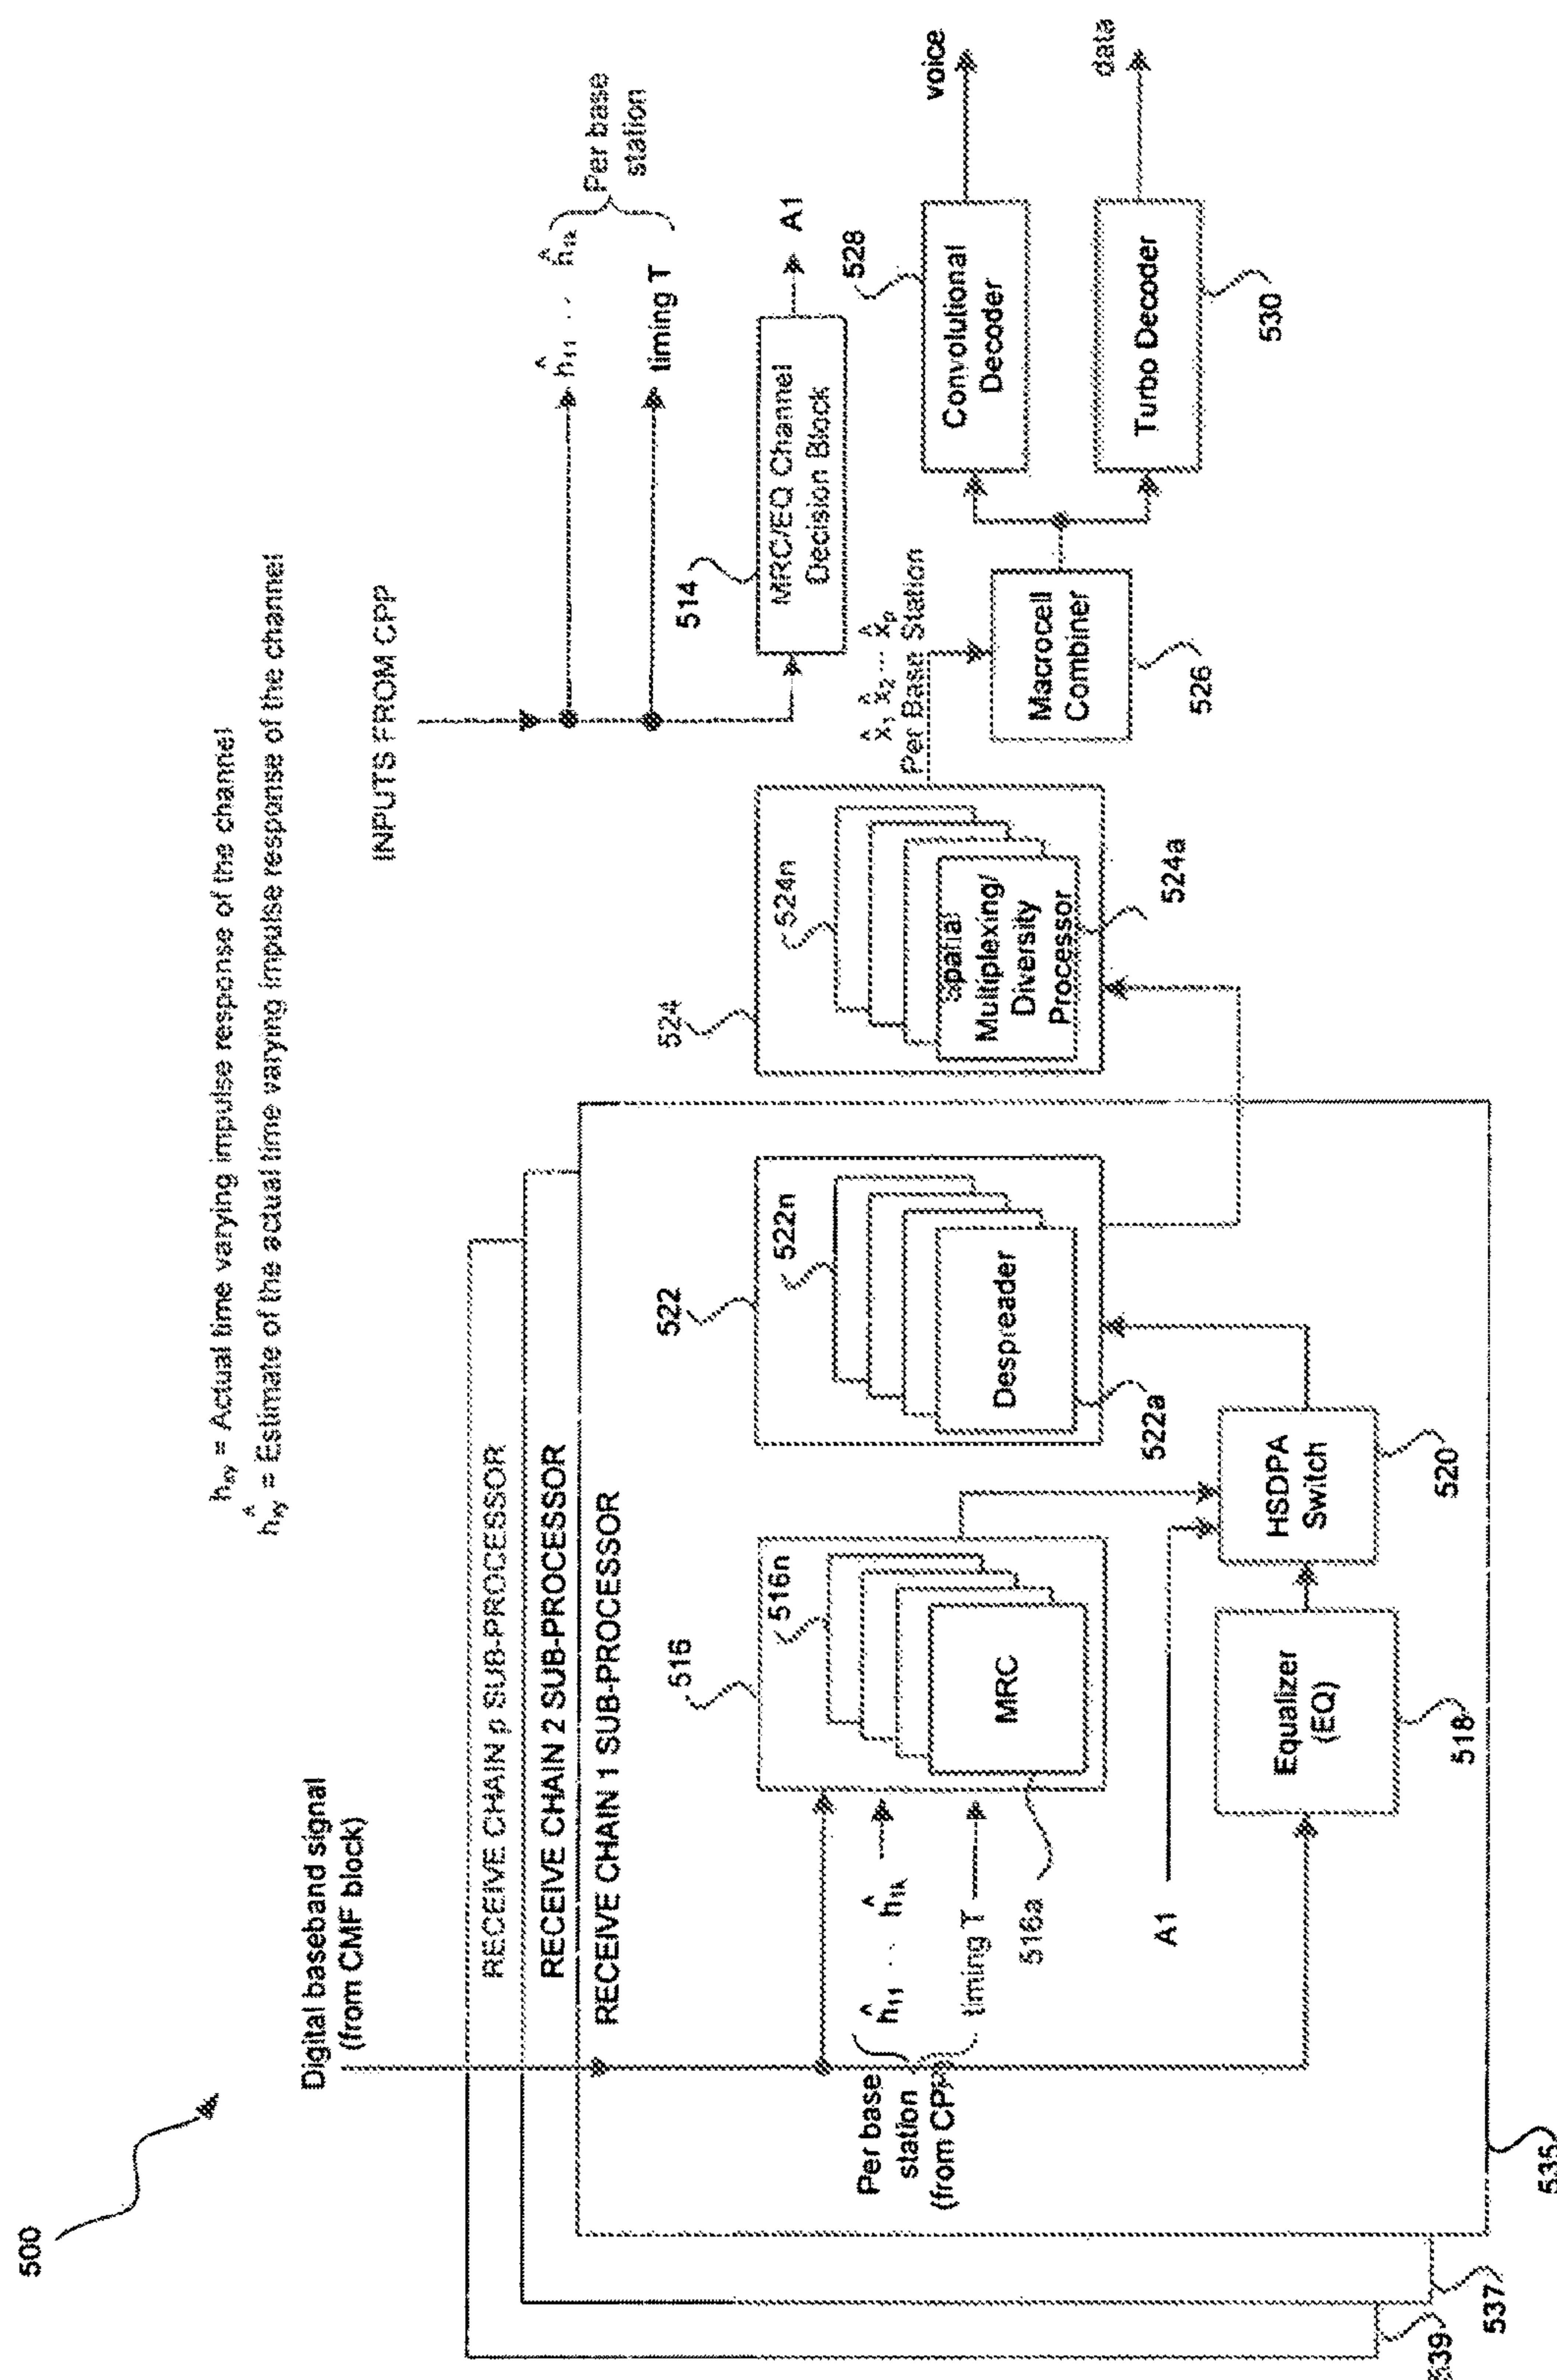 500
h_xy = Actual time varying impulse response of the channel
ĥ_xy = Estimate of the actual time varying impulse response of the channel
Digital baseband signal
(from CMF block)
INPUTS FROM CPP
ĥ11 . . ĥ1k
timing T
Per base
station
RECEIVE CHAIN p SUB-PROCESSOR
RECEIVE CHAIN 2 SUB-PROCESSOR
RECEIVE CHAIN 1 SUB-PROCESSOR
514
MRC/EQ Channel
Decision Block
A1
516
516n
MRC
516a
522
522n
Despreader
522a
524
524n
Spatial
Multiplexing/
Diversity
Processor
524a
x̂1 x̂2 ... x̂p
Per Base Station
Macrocell
Combiner
526
528
Convolutional
Decoder
voice
Turbo Decoder
530
data
Per base
station
(from CPP)
ĥ11 . . ĥ1k
timing T
A1
Equalizer
(EQ)
518
HSDPA
Switch
520
535
537
539